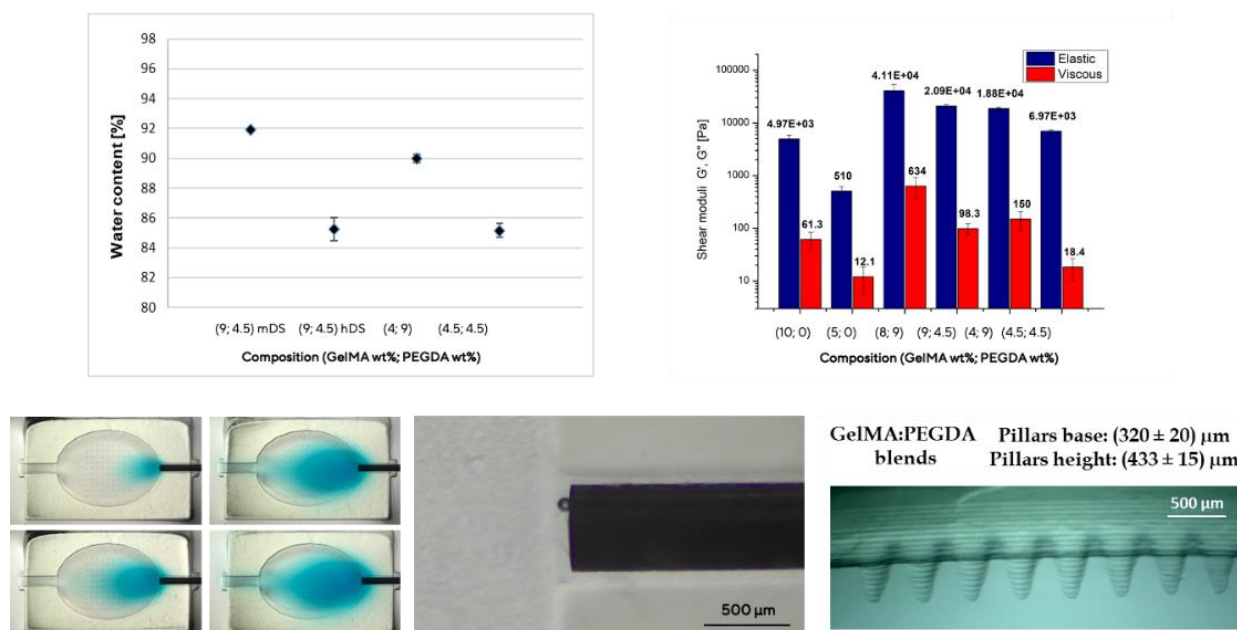 98
96
94
92
90
88
86
84
82
80
Water content [%]
(9; 4.5) mDS (9; 4.5) hDS (4; 9) (4.5; 4.5)
Composition (GelMA wt%; PEGDA wt%)
Elastic
Viscous
100000
10000
1000
100
10
Shear moduli G', G'' [Pa]
4.97E+03
61.3
510
12.1
4.11E+04
634
2.09E+04
98.3
1.88E+04
150
6.97E+03
18.4
(10; 0) (5; 0) (8; 9) (9; 4.5) (4; 9) (4.5; 4.5)
Composition (GelMA wt%; PEGDA wt%)
500 μm
GelMA:PEGDA
blends
Pillars base: (320 ± 20) μm
Pillars height: (433 ± 15) μm
500 μm